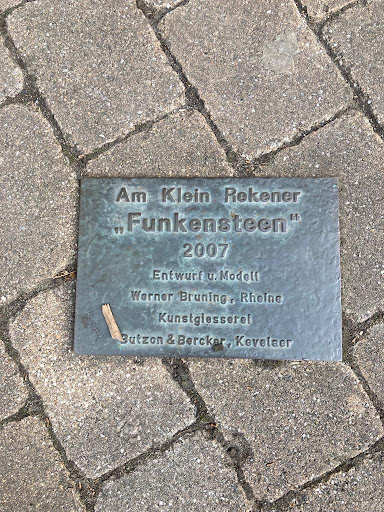 Am Klein Rekener
„Funkensteen"
2007
Entwurf u. Modell
Werner Bruning, Rheine
Kunstgiesserei
Butzon & Bercker, Kevelaer